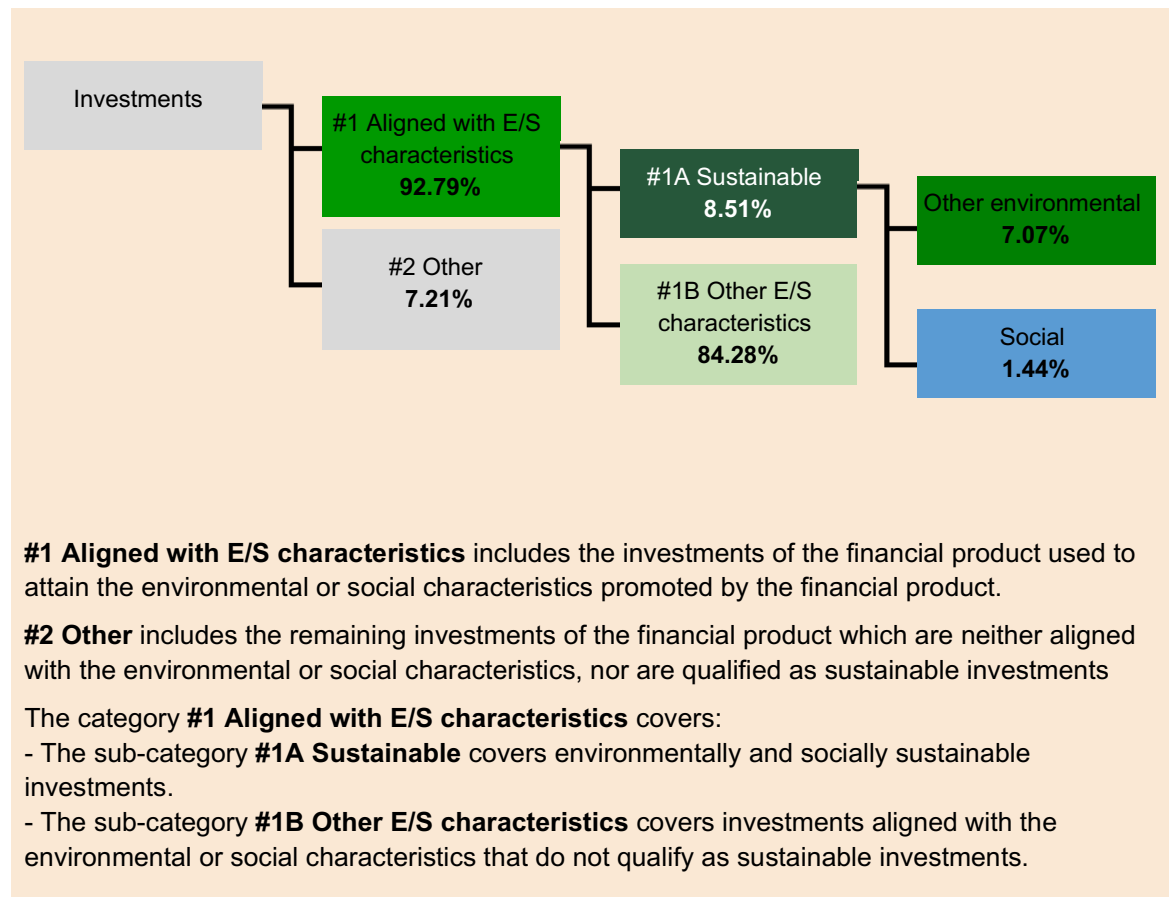 Investments
#1 Aligned with E/S
characteristics
92.79%
#2 Other
7.21%
#1A Sustainable
8.51%
#1B Other E/S
characteristics
84.28%
Other environmental
7.07%
Social
1.44%
#1 Aligned with E/S characteristics includes the investments of the financial product used to
attain the environmental or social characteristics promoted by the financial product.
#2 Other includes the remaining investments of the financial product which are neither aligned
with the environmental or social characteristics, nor are qualified as sustainable investments
The category #1 Aligned with E/S characteristics covers:
- The sub-category #1A Sustainable covers environmentally and socially sustainable
investments.
- The sub-category #1B Other E/S characteristics covers investments aligned with the
environmental or social characteristics that do not qualify as sustainable investments.